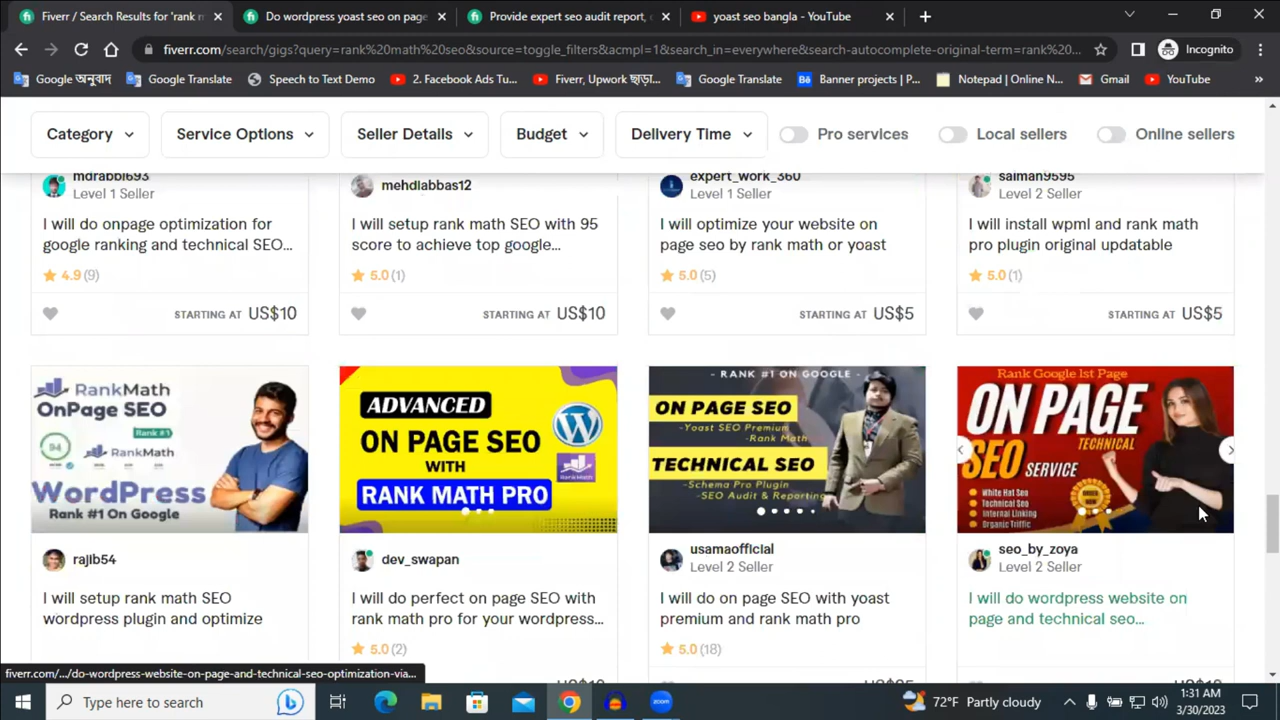 Fiverr / Search Results for 'rank m
Do wordpress yoast seo on page
Provide expert seo audit report,
yoast seo bangla - YouTube
fiverr.com/search/gigs?query=rank%20math%20seo&source=toggle_filters&acmpl=1&search_in=everywhere&search-autocomplete-original-term=rank%20...
Incognito
Google অনুবাদ
Google Translate
Speech to Text Demo
2. Facebook Ads Tu...
Fiverr, Upwork ছাড়া...
Google Translate
Banner projects | P...
Notepad | Online N...
Gmail
YouTube
Category
Service Options
Seller Details
Budget
Delivery Time
Pro services
Local sellers
Online sellers
mdrabbi693
Level 1 Seller
I will do onpage optimization for
google ranking and technical SEO...
4.9 (9)
STARTING AT US$10
mehdiabbas12
I will setup rank math SEO with 95
score to achieve top google...
5.0 (1)
STARTING AT US$10
expert_work_360
Level 1 Seller
I will optimize your website on
page seo by rank math or yoast
5.0 (5)
STARTING AT US$5
salman9595
Level 2 Seller
I will install wpml and rank math
pro plugin original updatable
5.0 (1)
STARTING AT US$5
RankMath
OnPage SEO
Rank #1
94
RankMath
WordPress
Rank #1 On Google
rajib54
I will setup rank math SEO
wordpress plugin and optimize
ADVANCED
ON PAGE SEO
WITH
RANK MATH PRO
RankMath
dev_swapan
I will do perfect on page SEO with
rank math pro for your wordpress...
5.0 (2)
- RANK #1 ON GOOGLE -
ON PAGE SEO
-Yoast SEO Premium
-Rank Math
TECHNICAL SEO
-Schema Pro Plugin
-SEO Audit & Reporting
usamaofficial
Level 2 Seller
I will do on page SEO with yoast
premium and rank math pro
5.0 (18)
Rank Google 1st Page
ON PAGE
TECHNICAL
SEO SERVICE
White Hat Seo
Technical Seo
Internal Linking
Organic Triffic
seo_by_zoya
Level 2 Seller
I will do wordpress website on
page and technical seo...
fiverr.com/.../do-wordpress-website-on-page-and-technical-seo-optimization-via...
Type here to search
zoom
72°F Partly cloudy
1:31 AM
3/30/2023